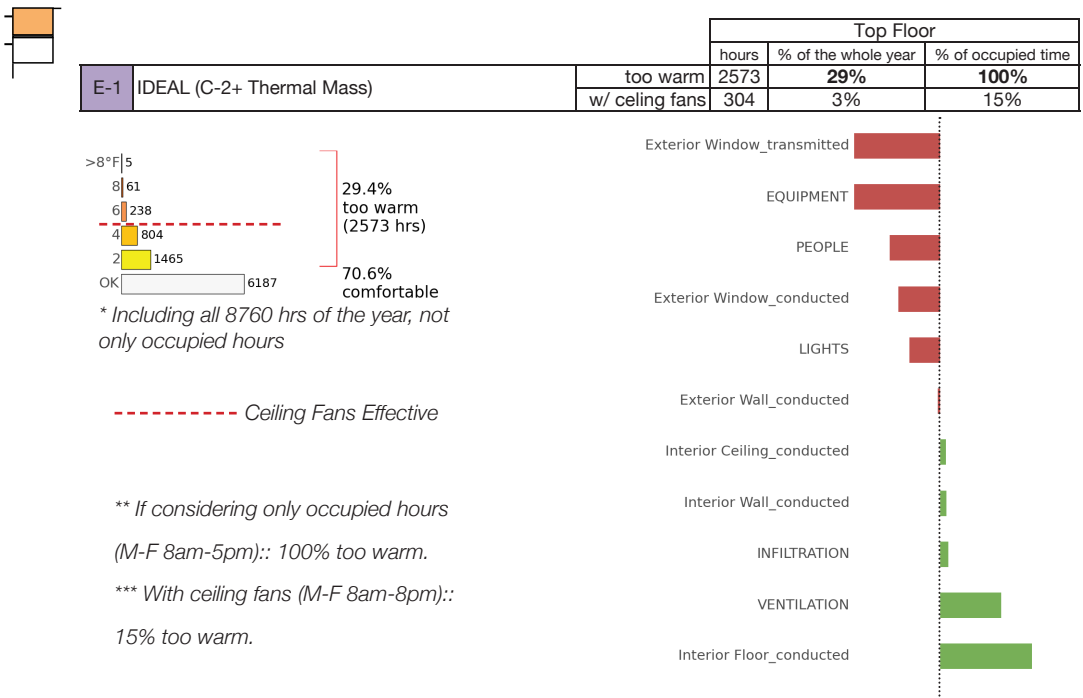 Top Floor
hours % of the whole year % of occupied time
E-1 IDEAL (C-2+ Thermal Mass) too warm 2573 29% 100%
w/ celing fans 304 3% 15%
>8°F 5
8 61
6 238
4 804
2 1465
OK 6187
29.4%
too warm
(2573 hrs)
70.6%
comfortable
* Including all 8760 hrs of the year, not
only occupied hours
Ceiling Fans Effective
** If considering only occupied hours
(M-F 8am-5pm):: 100% too warm.
*** With ceiling fans (M-F 8am-8pm)::
15% too warm.
Exterior Window_transmitted
EQUIPMENT
PEOPLE
Exterior Window_conducted
LIGHTS
Exterior Wall_conducted
Interior Ceiling_conducted
Interior Wall_conducted
INFILTRATION
VENTILATION
Interior Floor_conducted